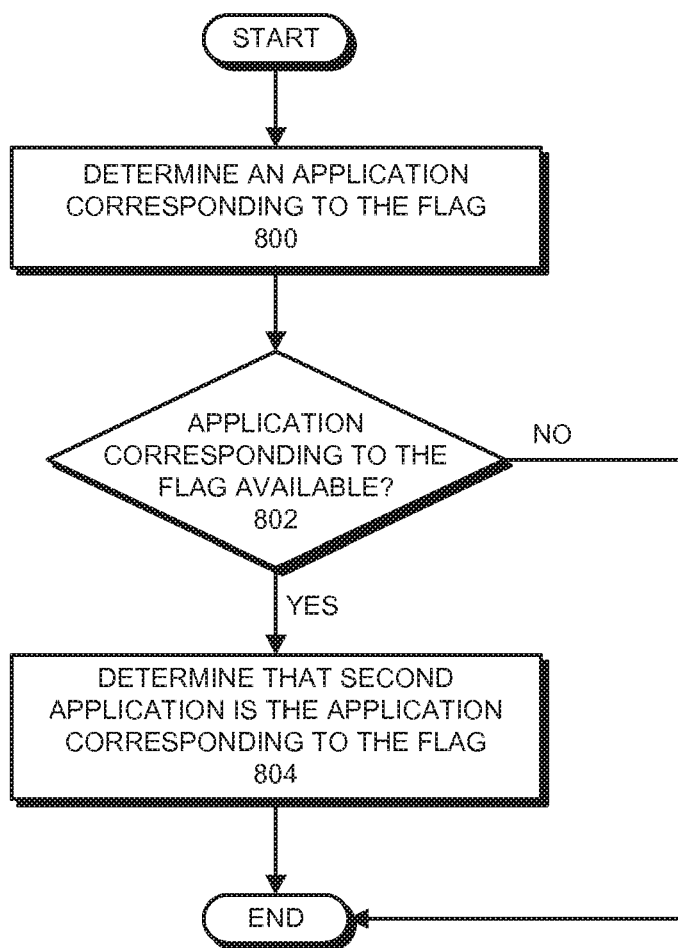 START
DETERMINE AN APPLICATION
CORRESPONDING TO THE FLAG
800
APPLICATION
CORRESPONDING TO THE
FLAG AVAILABLE?
802
NO
YES
DETERMINE THAT SECOND
APPLICATION IS THE APPLICATION
CORRESPONDING TO THE FLAG
804
END